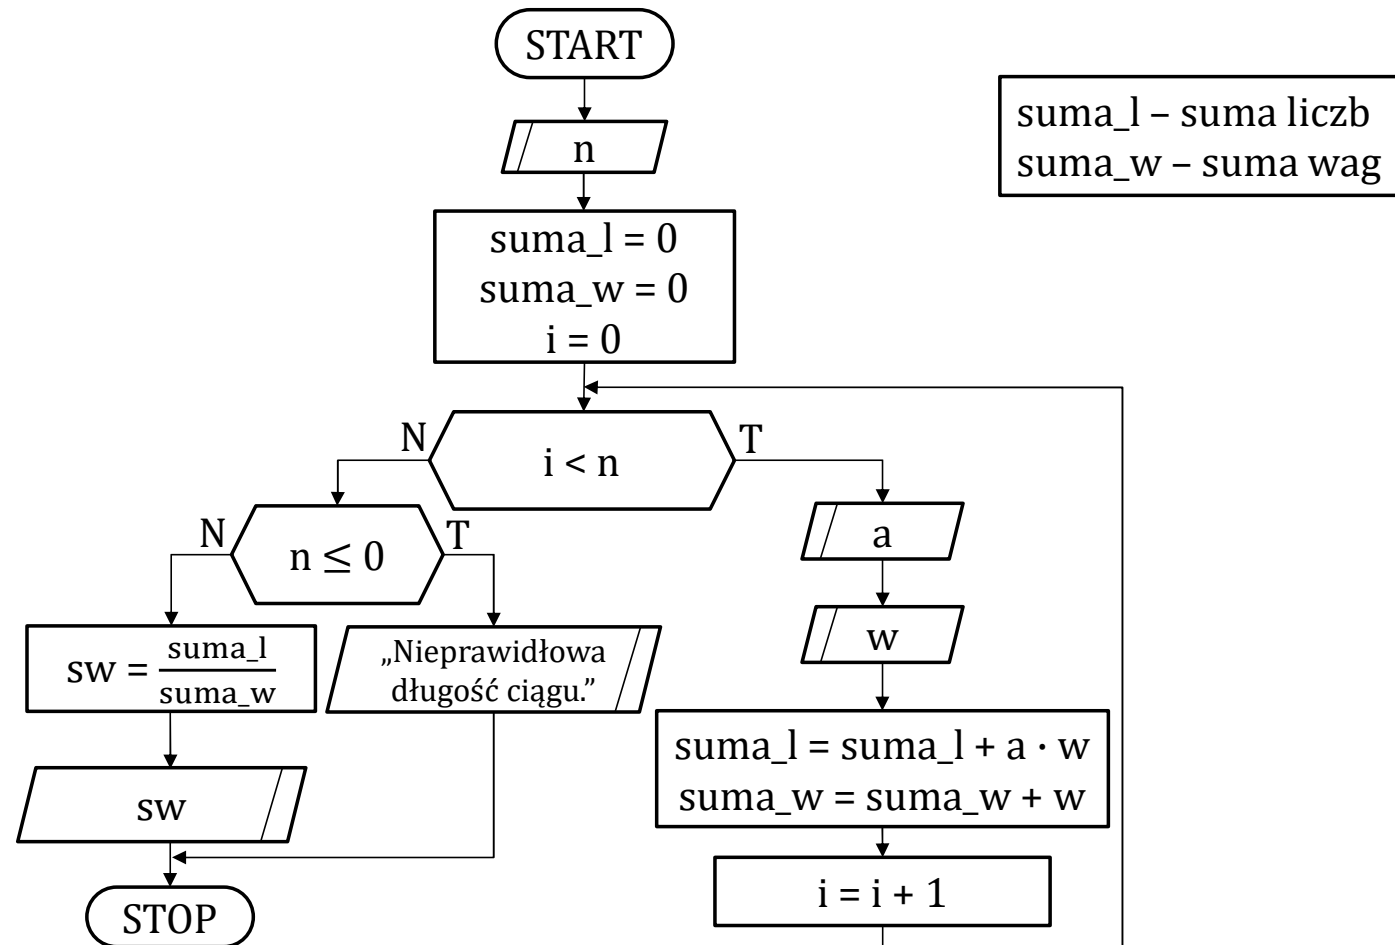 START
suma_l – suma liczb
suma_w – suma wag
n
suma_l = 0
suma_w = 0
i = 0
N
i < n
T
N
n ≤ 0
T
a
w
sw = suma_l / suma_w
„Nieprawidłowa
długość ciągu.”
suma_l = suma_l + a · w
suma_w = suma_w + w
sw
i = i + 1
STOP